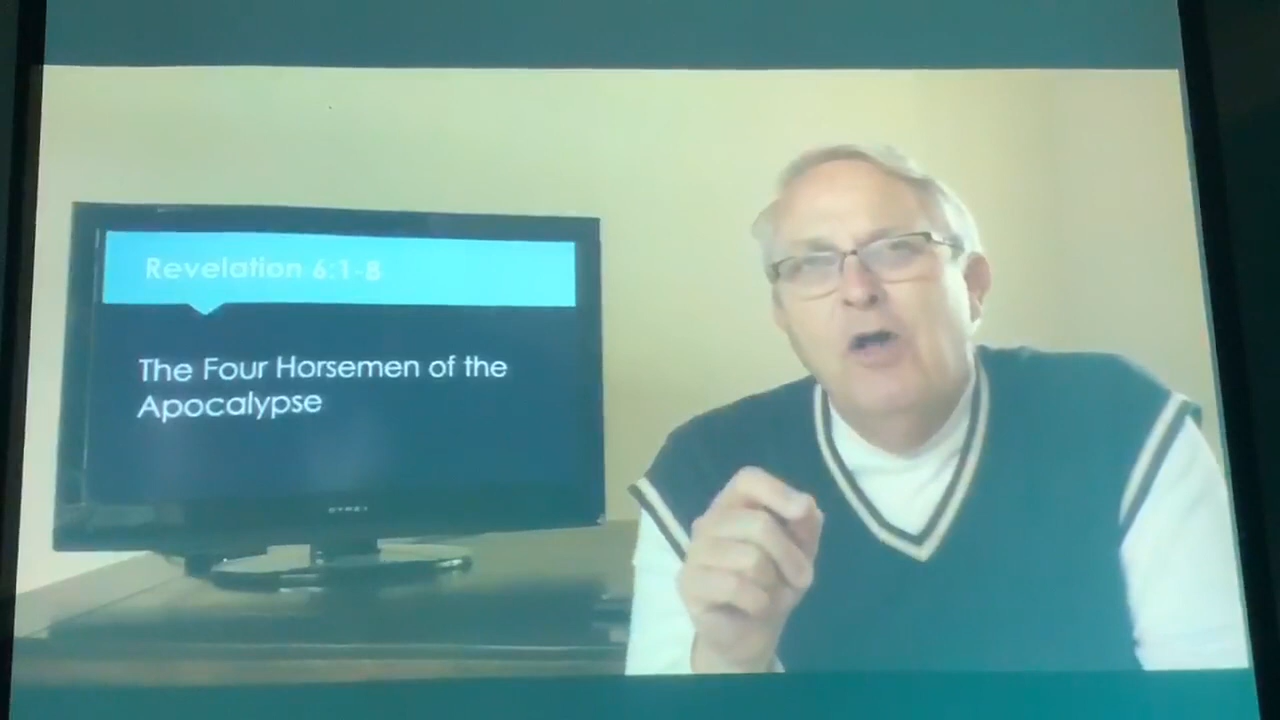 Revelation 6:1-8
The Four Horsemen of the
Apocalypse